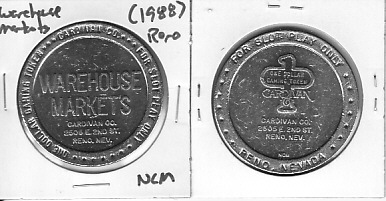 Warehouse
Markets
(1988)
Reno
CARDIVAN CO.
FOR SLOT PLAY ONLY
ONE DOLLAR GAMING TOKEN
WAREHOUSE
MARKETS
CARDIVAN CO.
2505 E. 2ND ST.
RENO, NEV.
NCM
FOR SLOT PLAY ONLY
1
ONE DOLLAR
GAMING TOKEN
CARDIVAN
CARDIVAN CO.
2505 E. 2ND ST.
RENO, NEV.
NCM
RENO, NEVADA